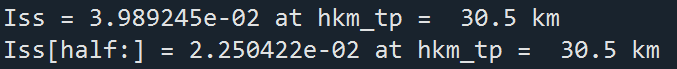 Iss = 3.989245e-02 at hkm_tp =  30.5 km
Iss[half:] = 2.250422e-02 at hkm_tp =  30.5 km